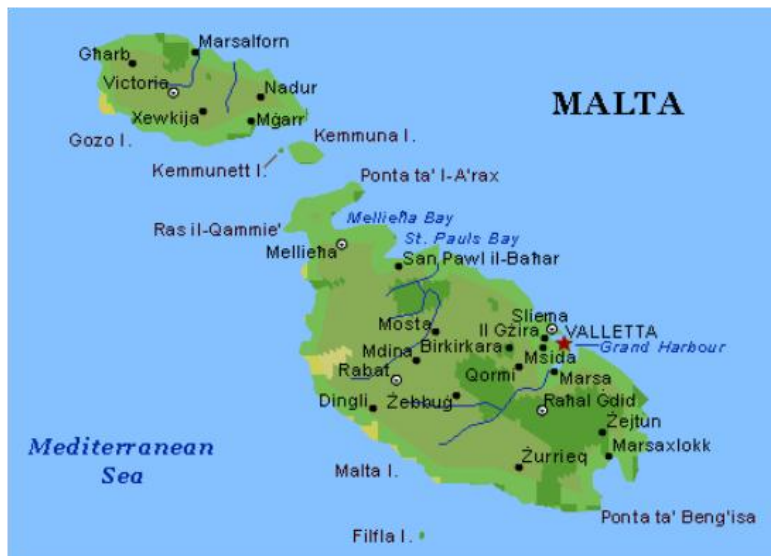 Marsalforn
Għarb
Victoria
Nadur
MALTA
Xewkija
Mġarr
Gozo I.
Kemmuna I.
Kemmunett I.
Ponta ta' l-A'rax
Mellieħa Bay
Ras il-Qammie'
St. Pauls Bay
Mellieħa
San Pawl il-Baħar
Sliema
Mosta
Il Gżira
VALLETTA
Mdina
Birkirkara
Grand Harbour
Msida
Rabat
Qormi
Marsa
Dingli
Żebbuġ
Raħal Ġdid
Żejtun
Mediterranean
Sea
Marsaxlokk
Malta I.
Żurrieq
Ponta ta' Beng'isa
Filfla I.